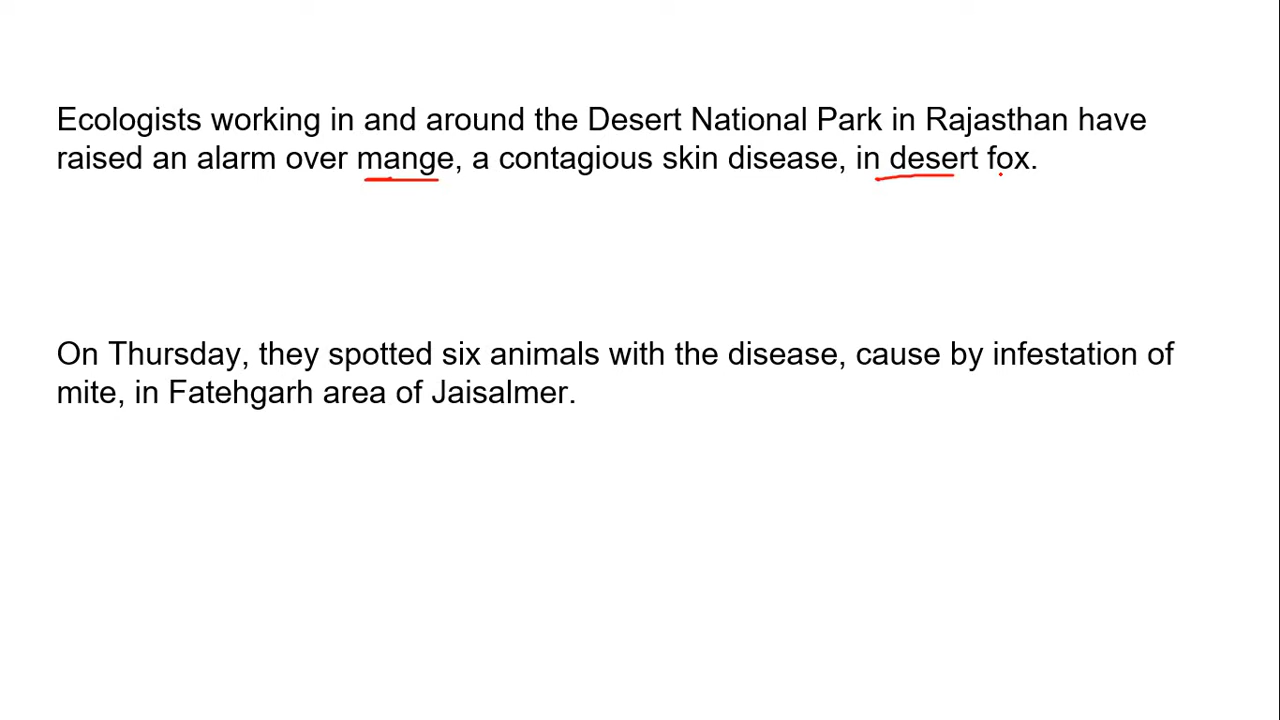 Ecologists working in and around the Desert National Park in Rajasthan have
raised an alarm over mange, a contagious skin disease, in desert fox.
On Thursday, they spotted six animals with the disease, cause by infestation of
mite, in Fatehgarh area of Jaisalmer.